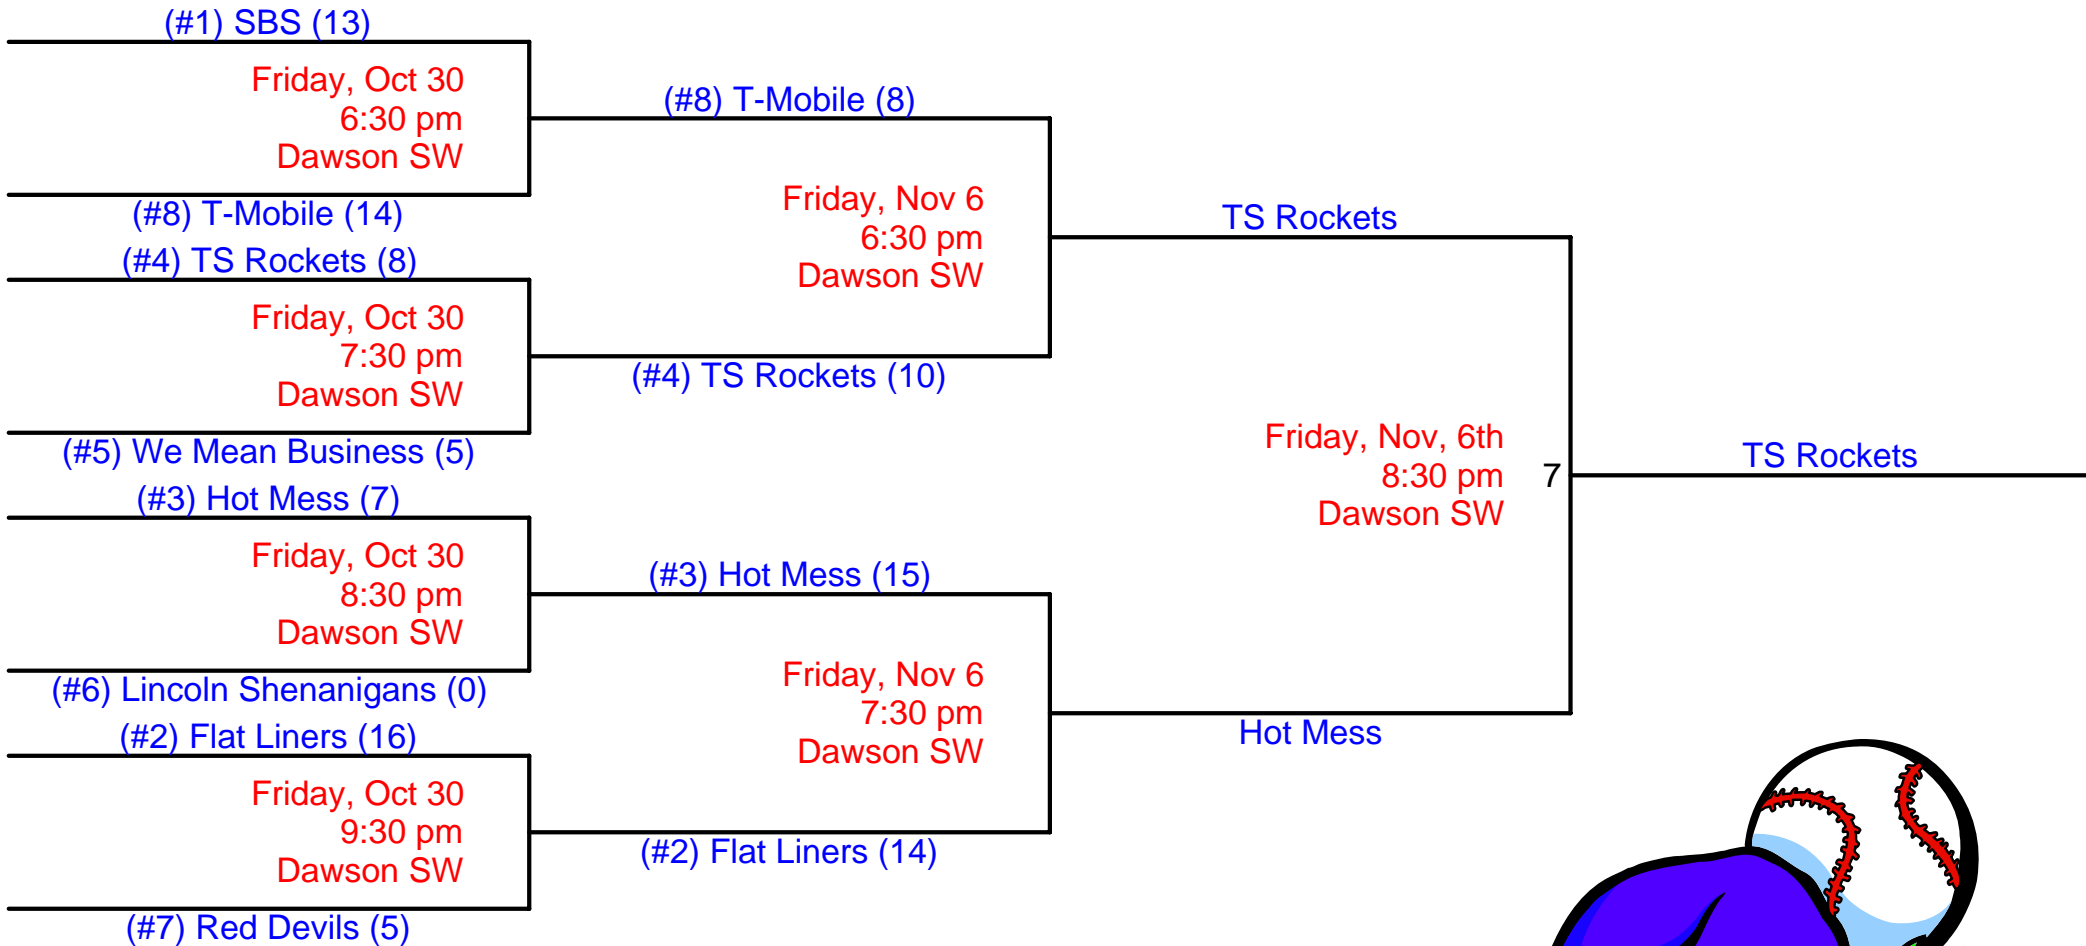 (#1) SBS (13)
Friday, Oct 30
6:30 pm
Dawson SW
(#8) T-Mobile (14)
(#4) TS Rockets (8)
Friday, Oct 30
7:30 pm
Dawson SW
(#5) We Mean Business (5)
(#3) Hot Mess (7)
Friday, Oct 30
8:30 pm
Dawson SW
(#6) Lincoln Shenanigans (0)
(#2) Flat Liners (16)
Friday, Oct 30
9:30 pm
Dawson SW
(#7) Red Devils (5)
(#8) T-Mobile (8)
Friday, Nov 6
6:30 pm
Dawson SW
(#4) TS Rockets (10)
(#3) Hot Mess (15)
Friday, Nov 6
7:30 pm
Dawson SW
(#2) Flat Liners (14)
TS Rockets
Friday, Nov, 6th
8:30 pm 7
Dawson SW
Hot Mess
TS Rockets